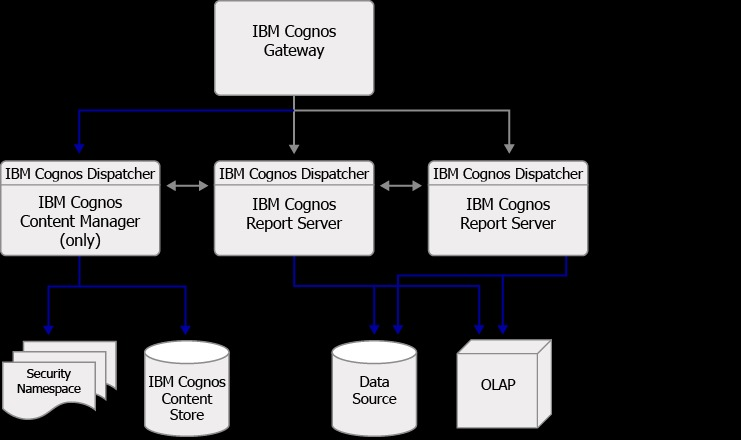 IBM Cognos
Gateway
IBM Cognos Dispatcher
IBM Cognos
Content Manager
(only)
IBM Cognos Dispatcher
IBM Cognos
Report Server
IBM Cognos Dispatcher
IBM Cognos
Report Server
Security
Namespace
IBM Cognos
Content
Store
Data
Source
OLAP